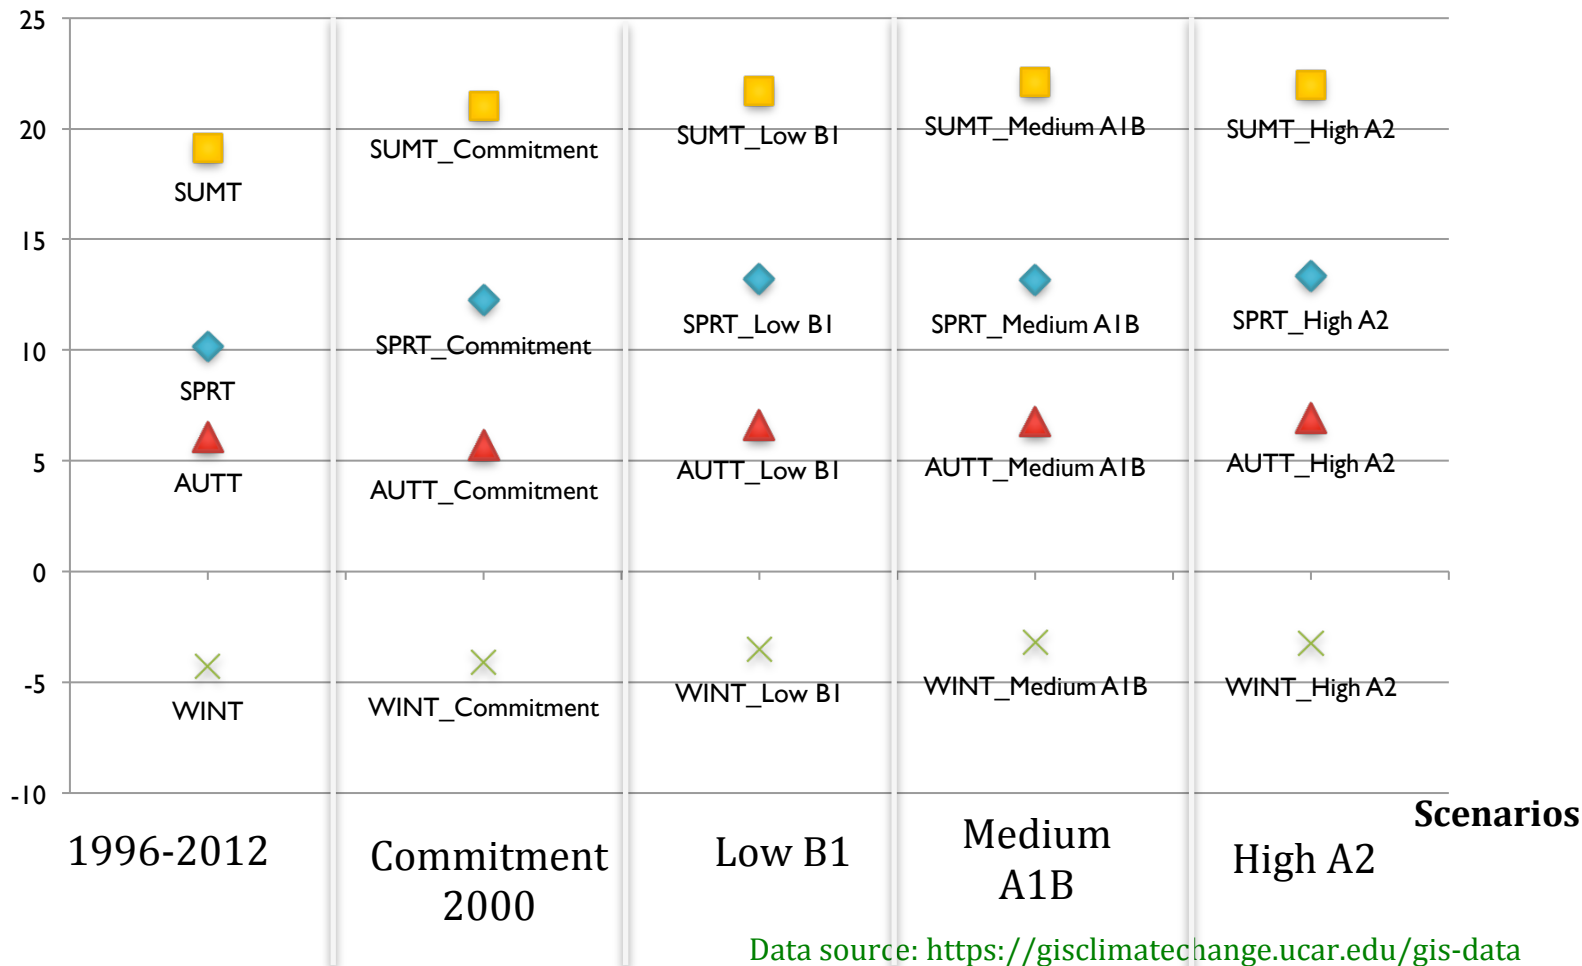 25
20
15
10
5
0
-5
-10
SUMT
SPRT
AUTT
WINT
SUMT_Commitment
SPRT_Commitment
AUTT_Commitment
WINT_Commitment
SUMT_Low B1
SPRT_Low B1
AUTT_Low B1
WINT_Low B1
SUMT_Medium A1B
SPRT_Medium A1B
AUTT_Medium A1B
WINT_Medium A1B
SUMT_High A2
SPRT_High A2
AUTT_High A2
WINT_High A2
Scenarios
1996-2012
Commitment
2000
Low B1
Medium
A1B
High A2
Data source: https://gisclimatechange.ucar.edu/gis-data